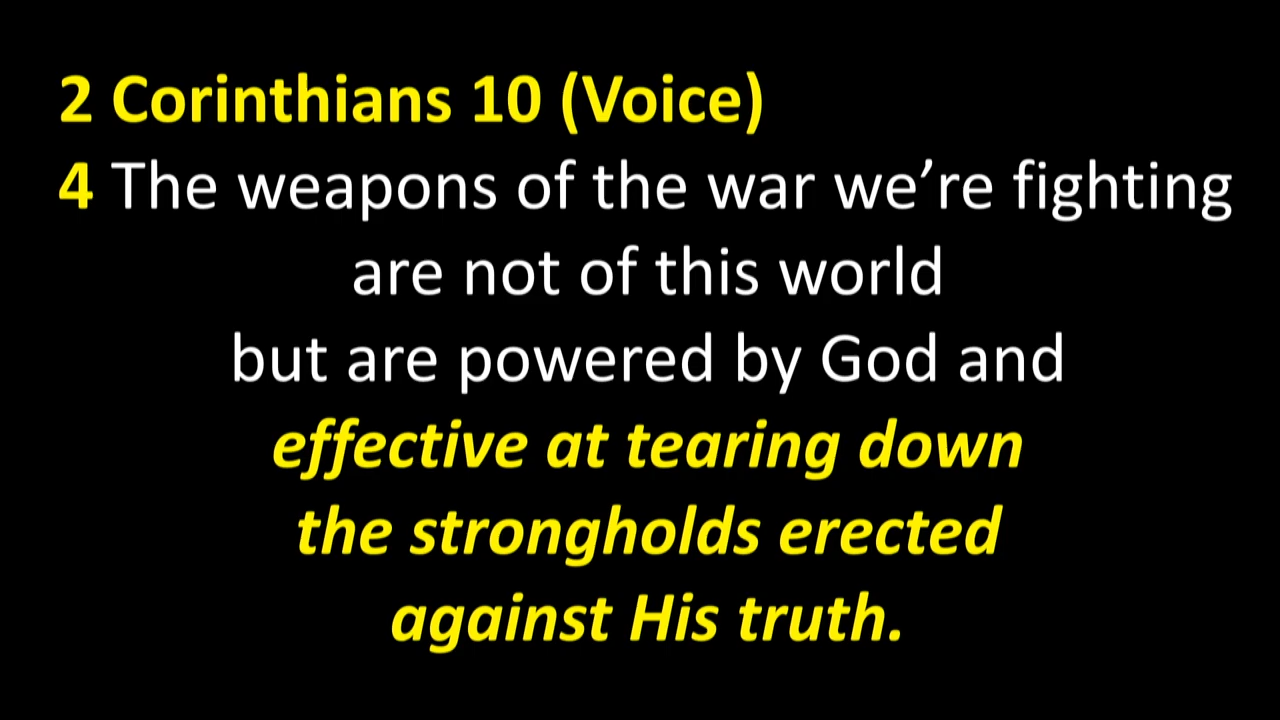 2 Corinthians 10 (Voice)
4 The weapons of the war we’re fighting
are not of this world
but are powered by God and
effective at tearing down
the strongholds erected
against His truth.